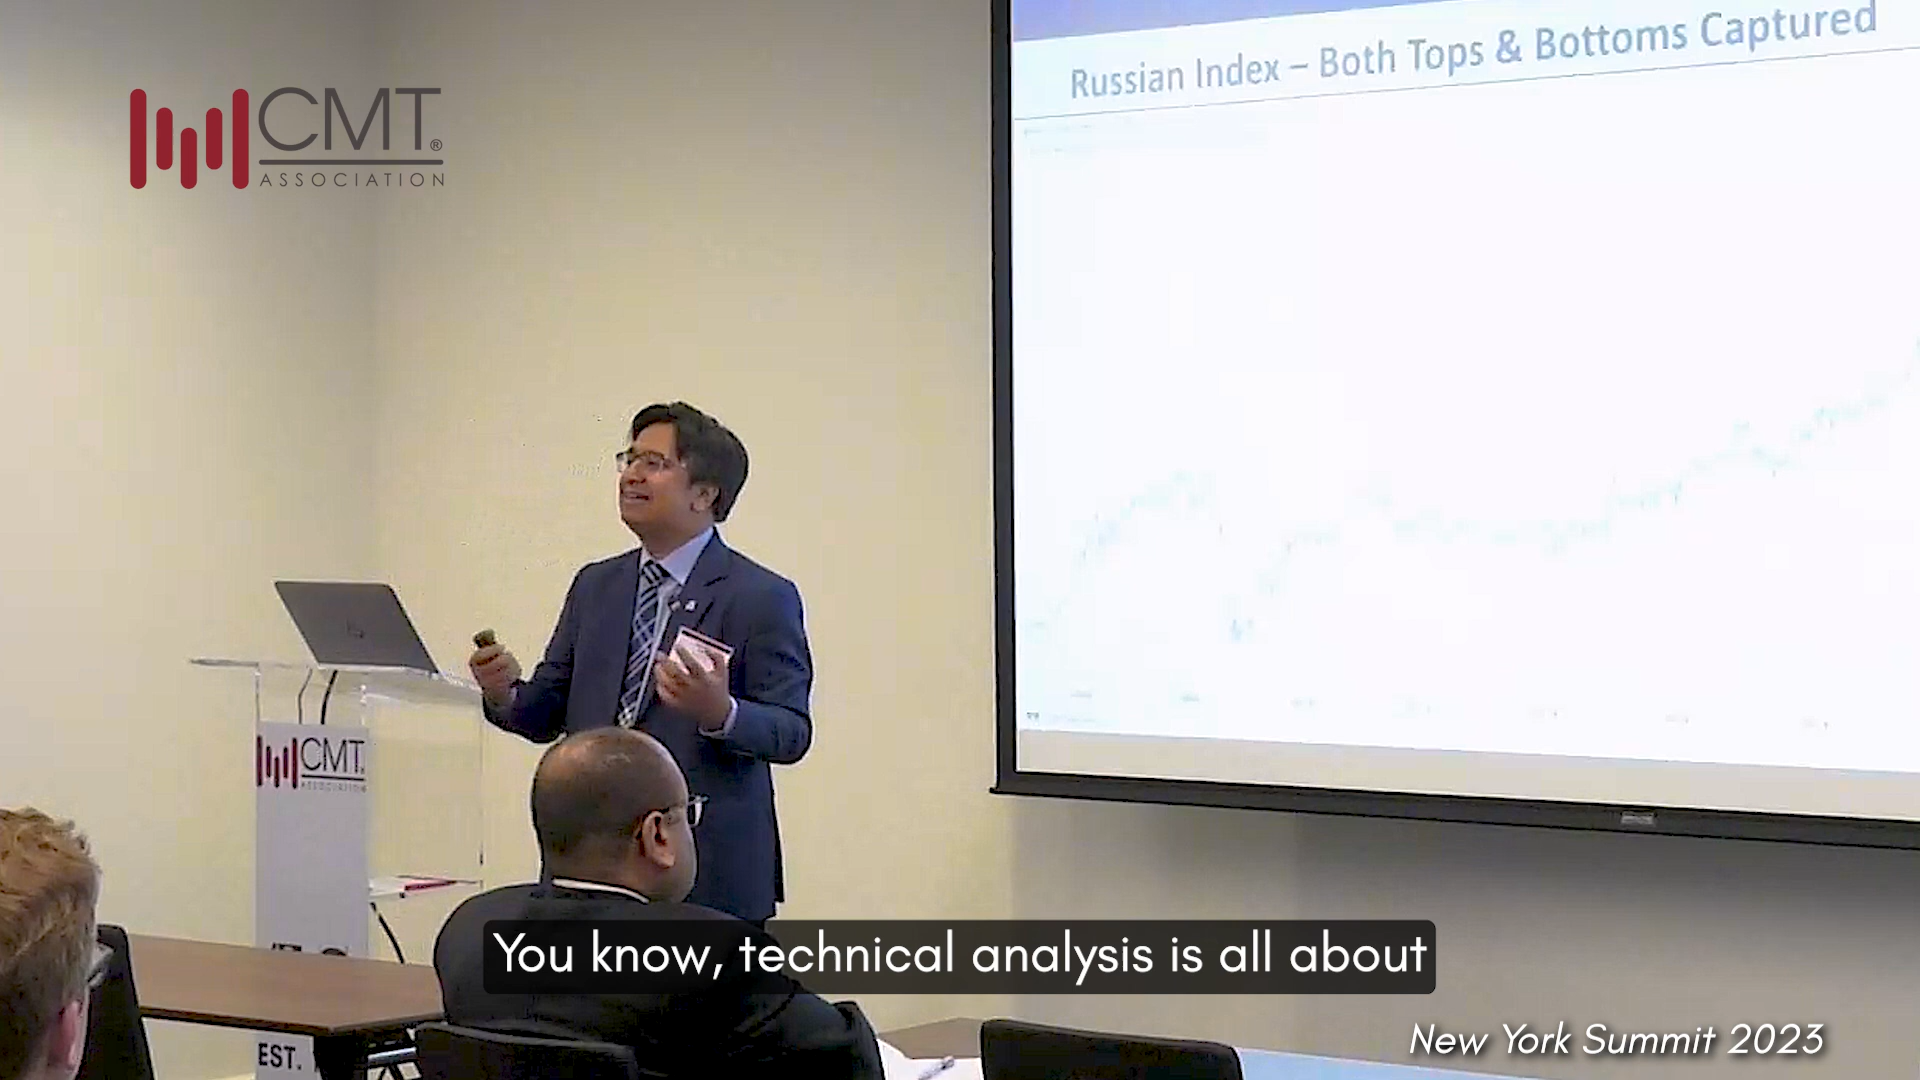 Russian Index – Both Tops & Bottoms Captured
CMT®
ASSOCIATION
CMT
ASSOCIATION
You know, technical analysis is all about
EST.
New York Summit 2023